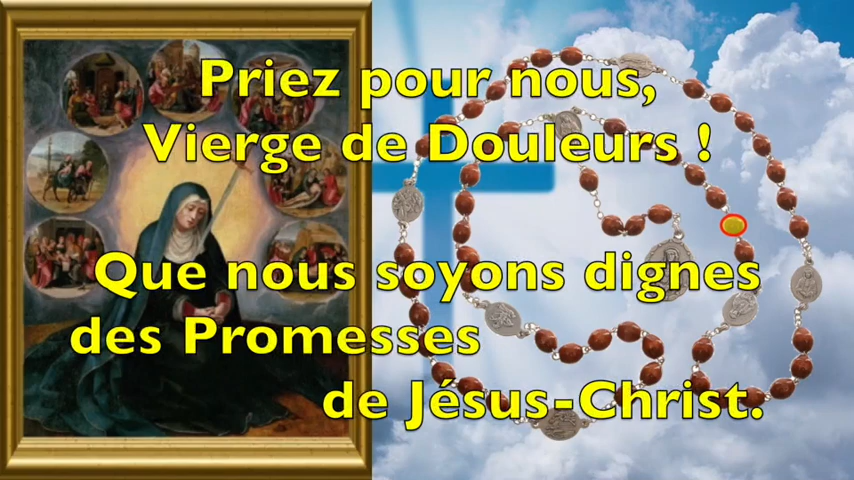 Priez pour nous,
Vierge de Douleurs !
Que nous soyons dignes
des Promesses
de Jésus-Christ.